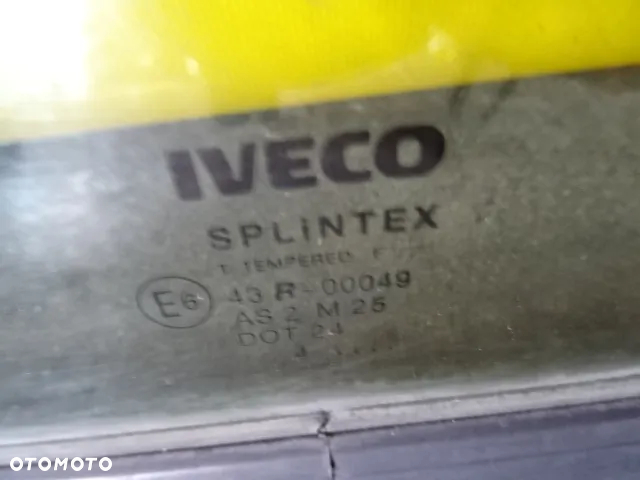 IVECO
SPLiNTEX
T TEMPERED
E6 43 R-00049
AS 2 M 25
DOT 24
OTOMOTO